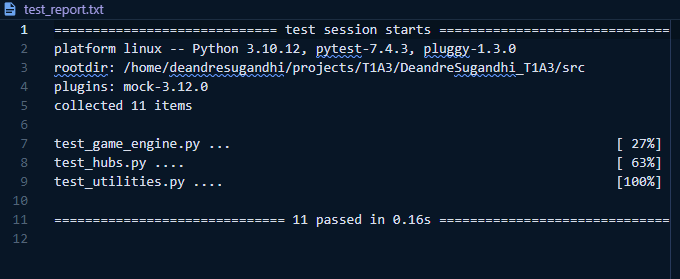 test_report.txt
1 ============================= test session starts ==============================
2 platform linux -- Python 3.10.12, pytest-7.4.3, pluggy-1.3.0
3 rootdir: /home/deandresugandhi/projects/T1A3/DeandreSugandhi_T1A3/src
4 plugins: mock-3.12.0
5 collected 11 items
6
7 test_game_engine.py ... [ 27%]
8 test_hubs.py .... [ 63%]
9 test_utilities.py .... [100%]
10
11 ============================== 11 passed in 0.16s ==============================
12